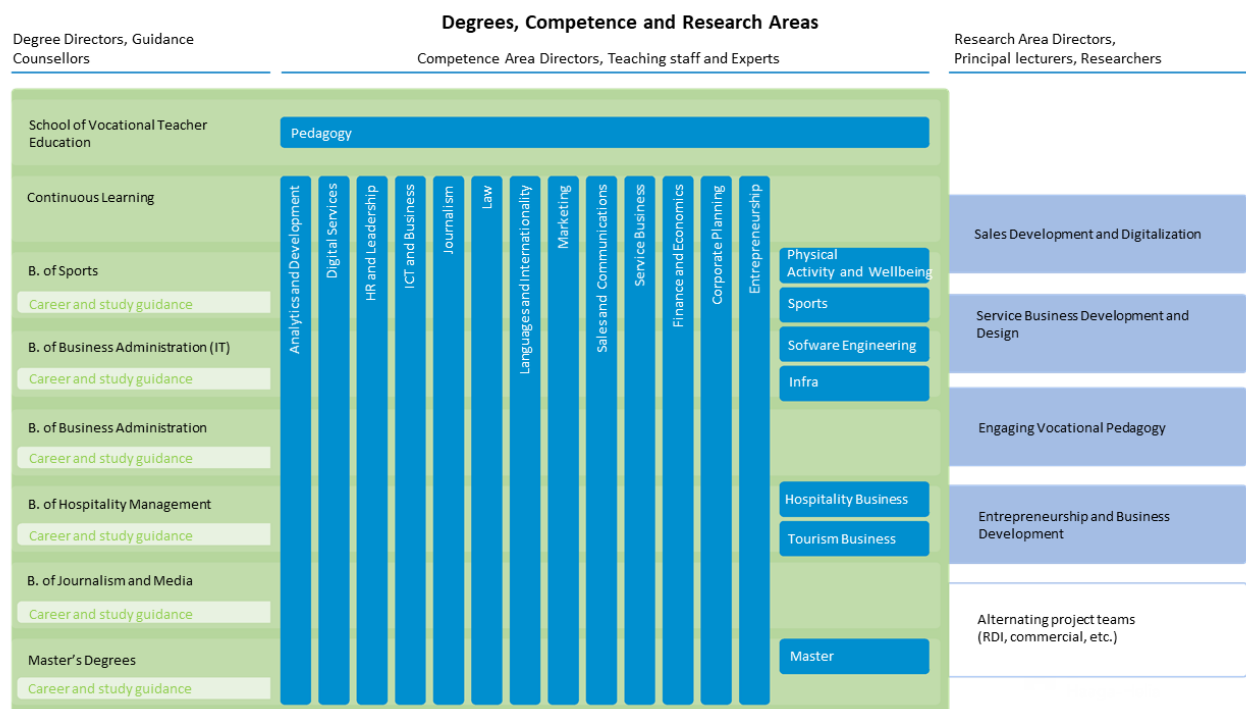 Degrees, Competence and Research Areas
Degree Directors, Guidance
Counsellors
Competence Area Directors, Teaching staff and Experts
Research Area Directors,
Principal lecturers, Researchers
School of Vocational Teacher
Education
Pedagogy
Continuous Learning
B. of Sports
Career and study guidance
B. of Business Administration (IT)
Career and study guidance
B. of Business Administration
Career and study guidance
B. of Hospitality Management
Career and study guidance
B. of Journalism and Media
Career and study guidance
Master's Degrees
Career and study guidance
Analytics and Development
Digital Services
HR and Leadership
ICT and Business
Journalism
Law
Languages and Internationality
Marketing
Sales and Communications
Service Business
Finance and Economics
Corporate Planning
Entrepreneurship
Physical
Activity and Wellbeing
Sports
Sofware Engineering
Infra
Hospitality Business
Tourism Business
Master
Sales Development and Digitalization
Service Business Development and
Design
Engaging Vocational Pedagogy
Entrepreneurship and Business
Development
Alternating project teams
(RDI, commercial, etc.)